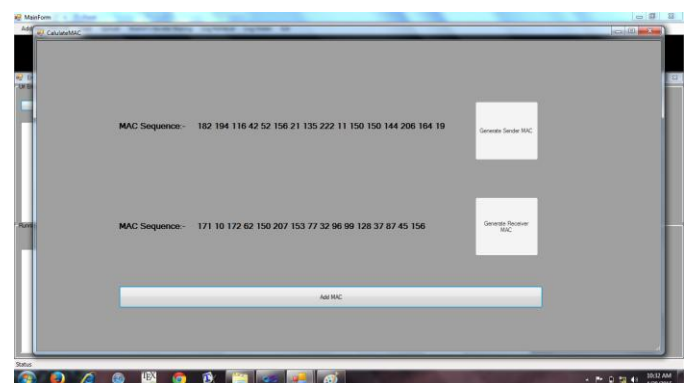 MainForm
CalulateMAC
MAC Sequence:- 182 194 116 42 52 156 21 135 222 11 150 150 144 206 164 19
Generate Sender MAC
MAC Sequence:- 171 10 172 62 150 207 153 77 32 96 99 128 37 87 45 156
Generate Receiver
MAC
Add MAC
Status
10:32 AM